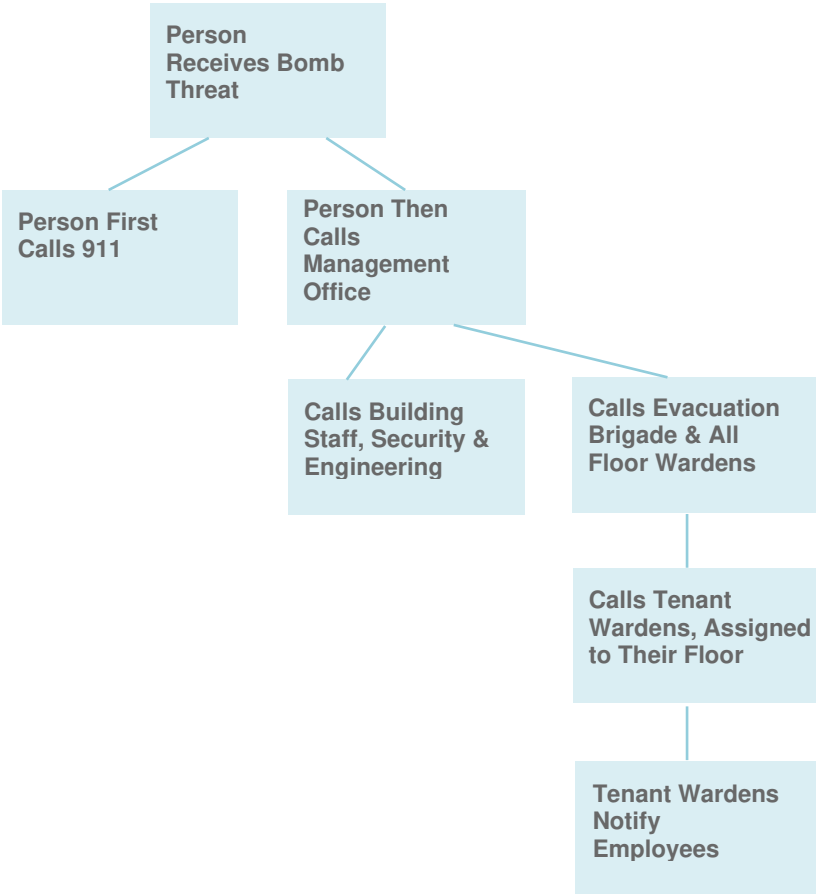 Person
Receives Bomb
Threat
Person First
Calls 911
Person Then
Calls
Management
Office
Calls Building
Staff, Security &
Engineering
Calls Evacuation
Brigade & All
Floor Wardens
Calls Tenant
Wardens, Assigned
to Their Floor
Tenant Wardens
Notify
Employees